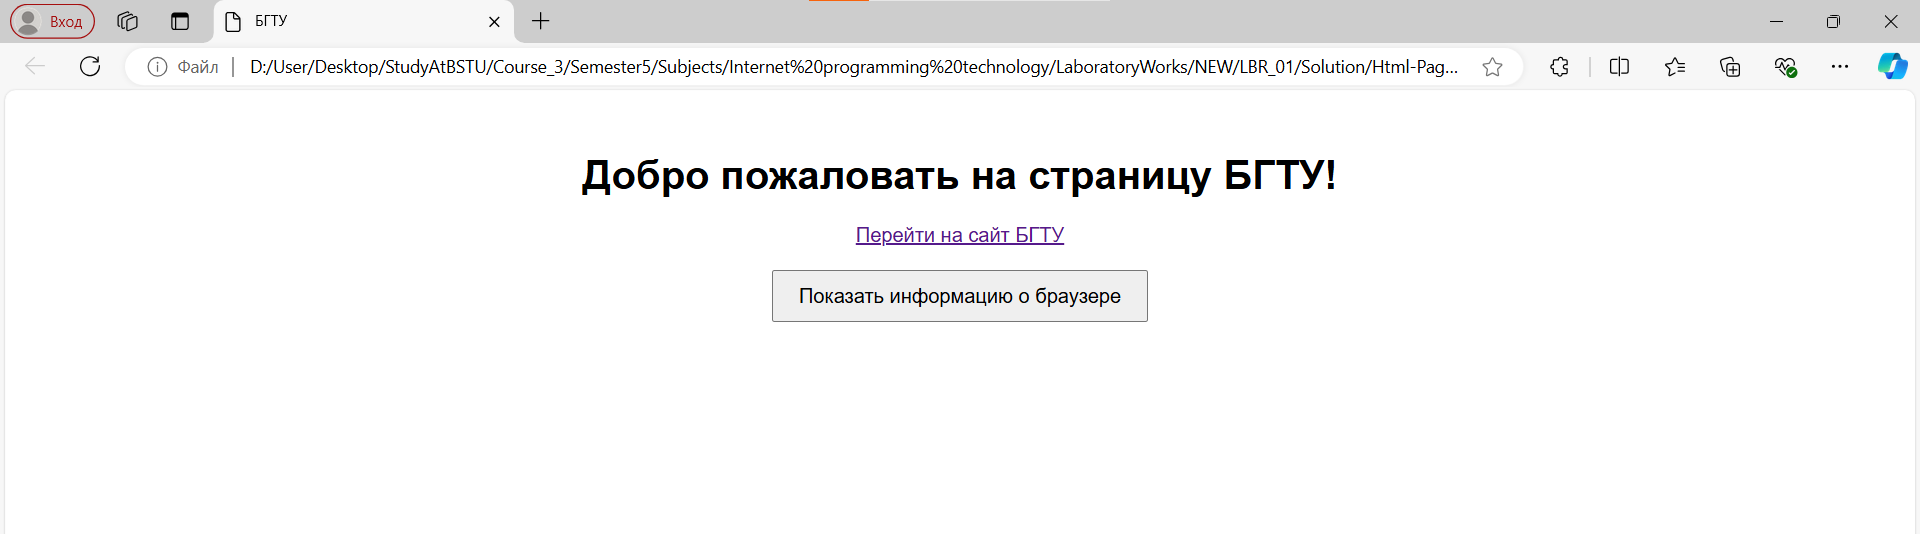 Вход
БГТУ
Файл
D:/User/Desktop/StudyAtBSTU/Course_3/Semester5/Subjects/Internet%20programming%20technology/LaboratoryWorks/NEW/LBR_01/Solution/Html-Pag...
Добро пожаловать на страницу БГТУ!
Перейти на сайт БГТУ
Показать информацию о браузере